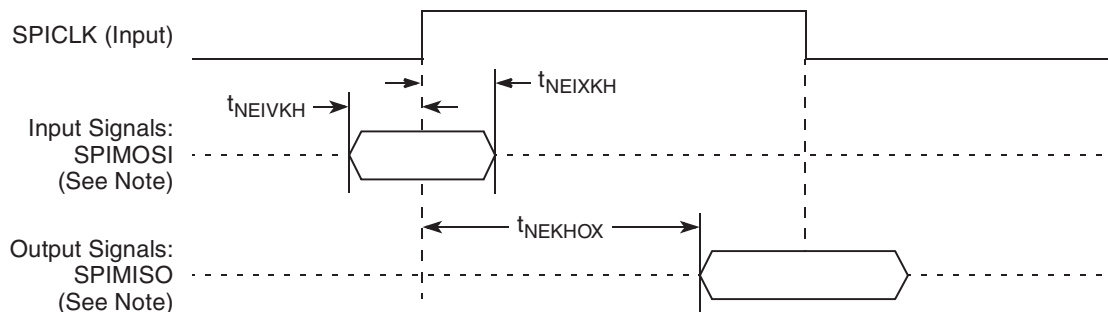 SPICLK (Input)
tNEIXKH
tNEIVKH
Input Signals:
SPIMOSI
(See Note)
tNEKHOX
Output Signals:
SPIMISO
(See Note)